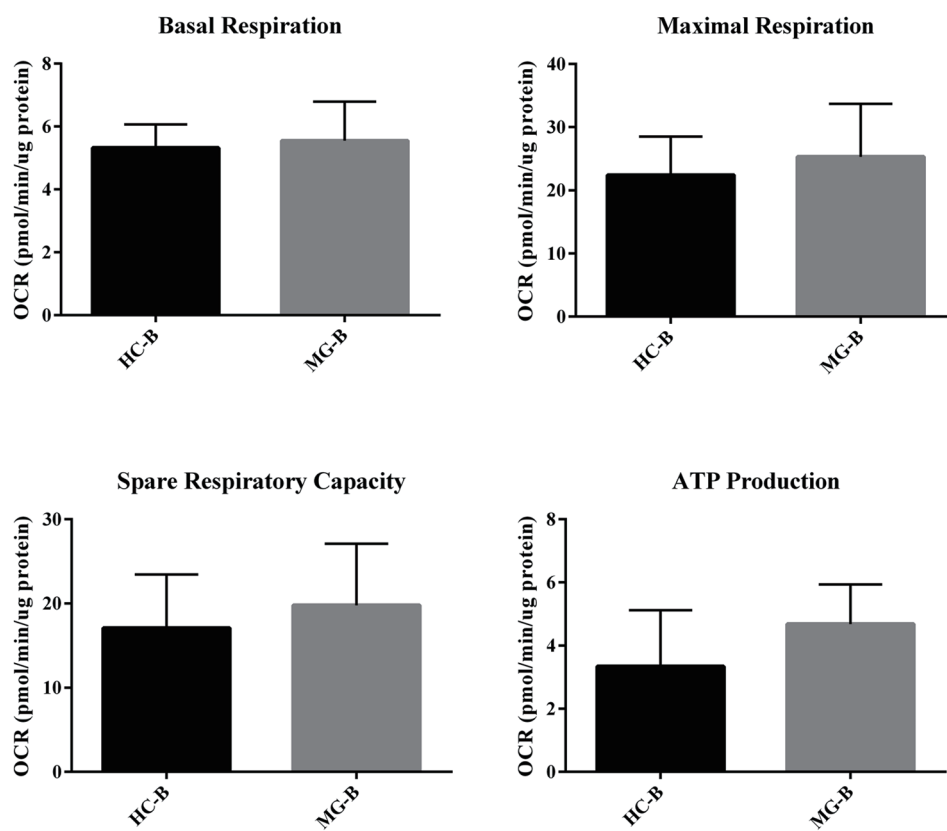 Basal Respiration
OCR (pmol/min/ug protein)
8
6
4
2
0
HC-B
MG-B
Maximal Respiration
OCR (pmol/min/ug protein)
40
30
20
10
0
HC-B
MG-B
Spare Respiratory Capacity
OCR (pmol/min/ug protein)
30
20
10
0
HC-B
MG-B
ATP Production
OCR (pmol/min/ug protein)
8
6
4
2
0
HC-B
MG-B